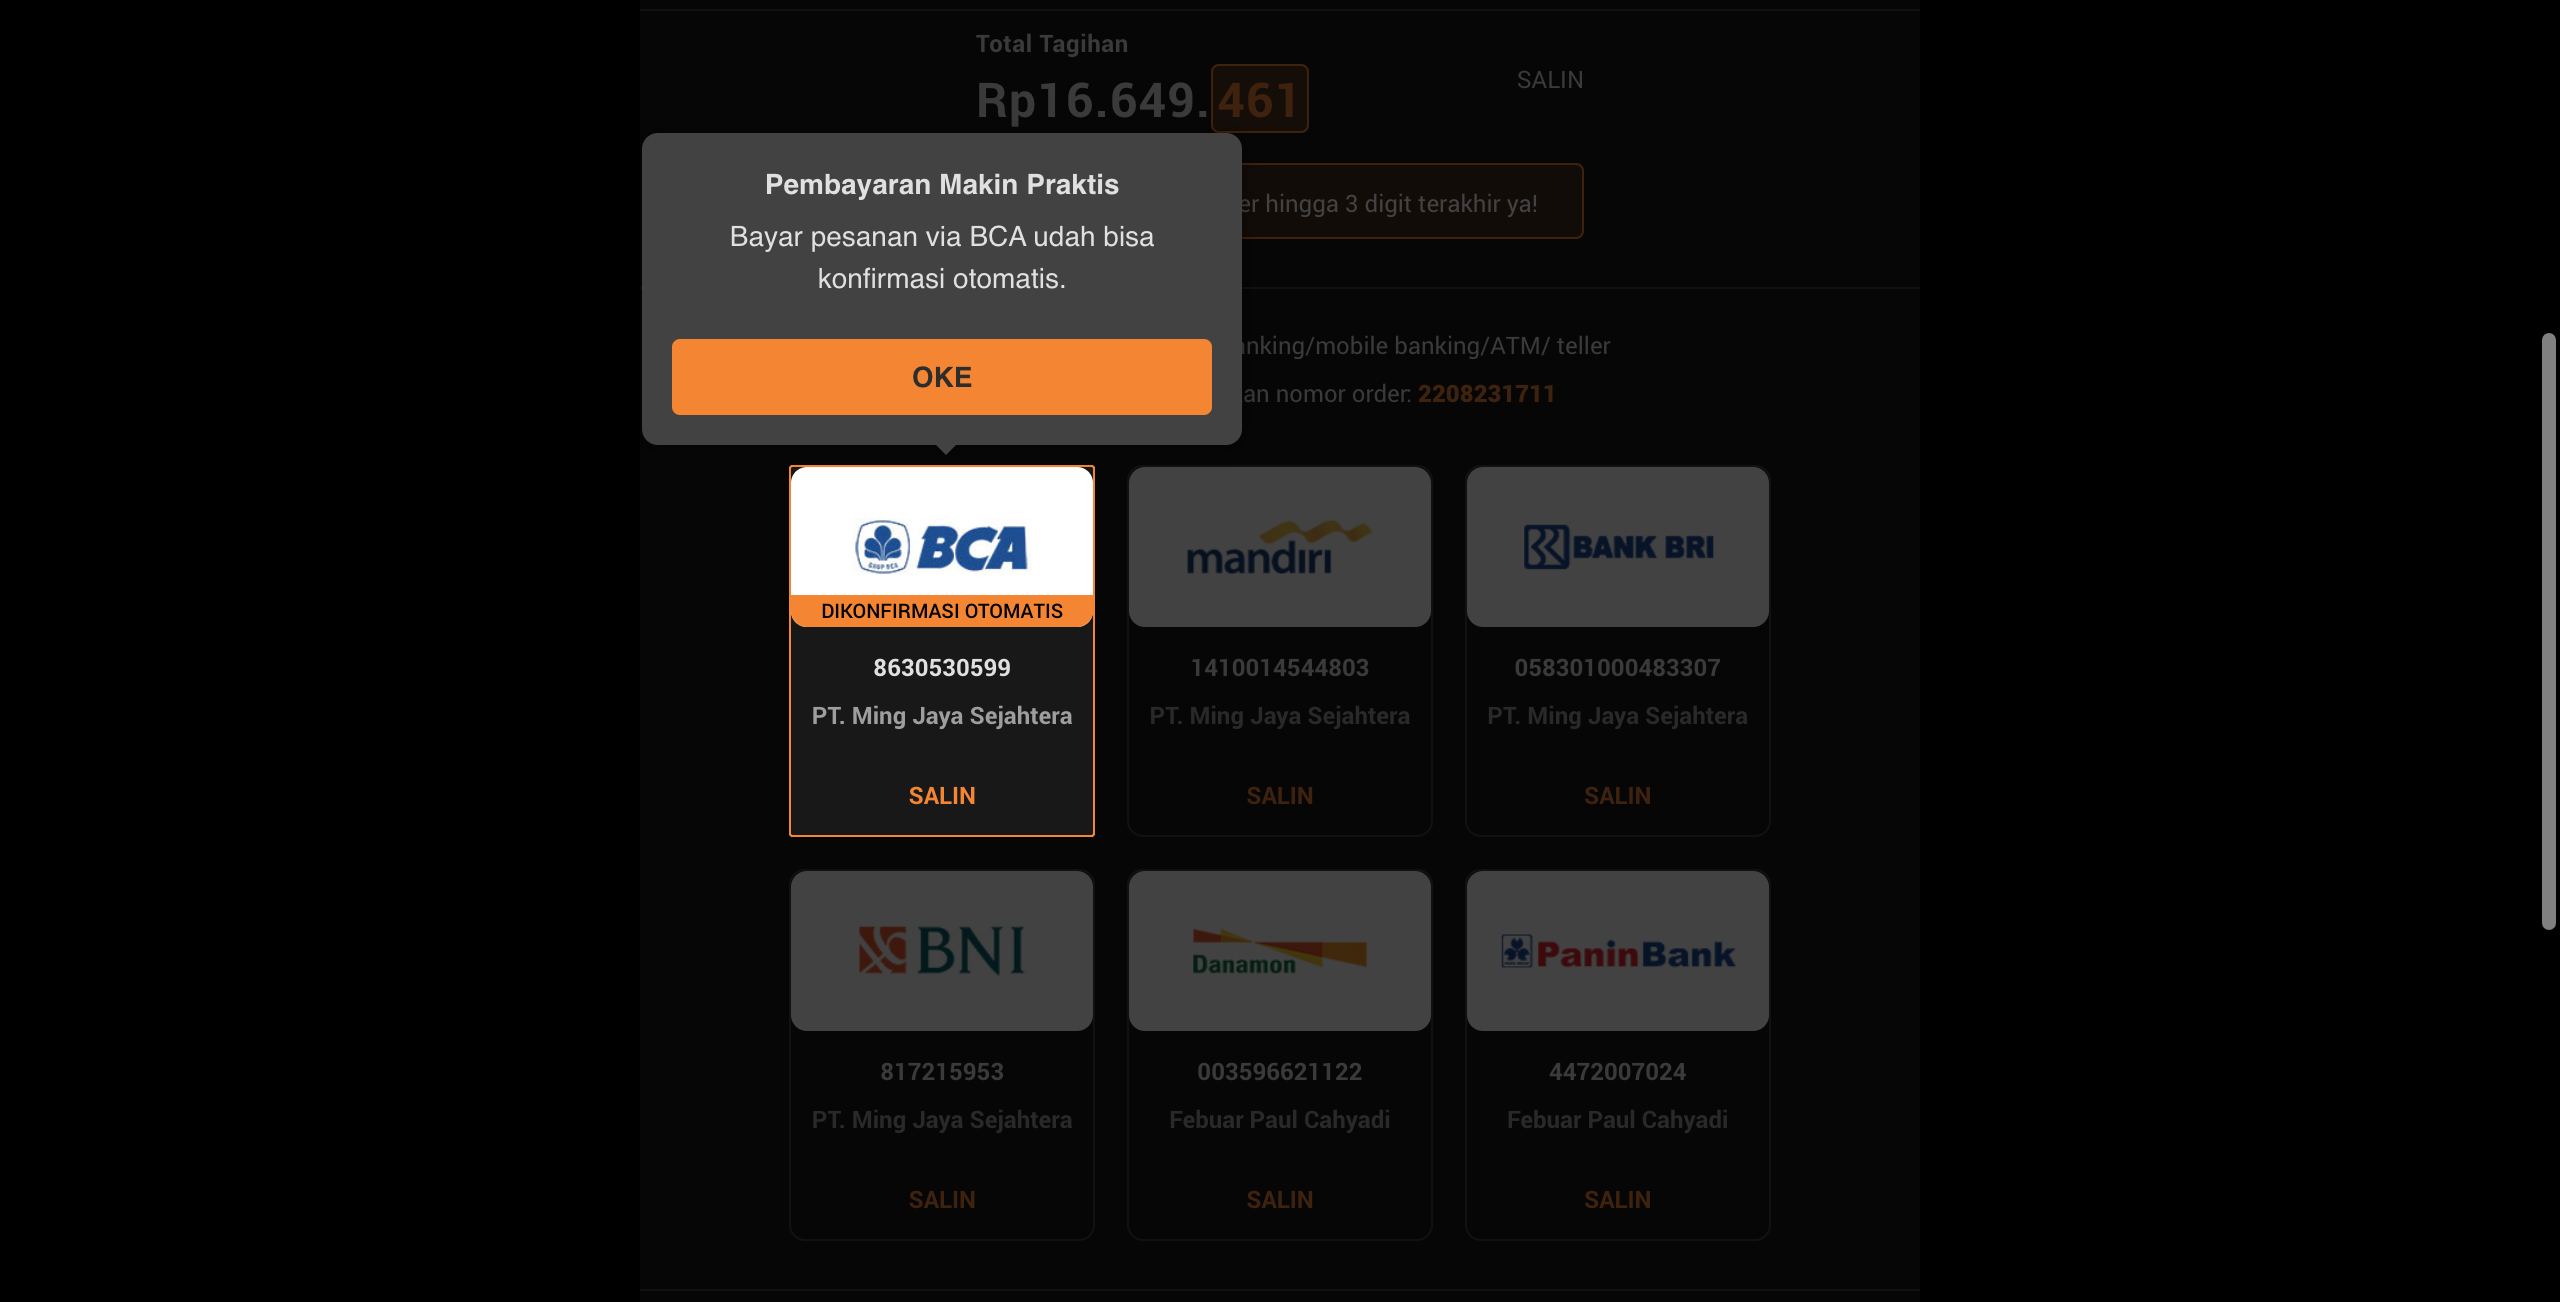 Total Tagihan
Rp16.649.461
SALIN
Pembayaran Makin Praktis
Bayar pesanan via BCA udah bisa
konfirmasi otomatis.
OKE
er hingga 3 digit terakhir ya!
nking/mobile banking/ATM/ teller
an nomor order: 2208231711
BCA
DIKONFIRMASI OTOMATIS
8630530599
PT. Ming Jaya Sejahtera
SALIN
mandiri
1410014544803
PT. Ming Jaya Sejahtera
SALIN
BANK BRI
058301000483307
PT. Ming Jaya Sejahtera
SALIN
BNI
817215953
PT. Ming Jaya Sejahtera
SALIN
Danamon
003596621122
Febuar Paul Cahyadi
SALIN
PaninBank
4472007024
Febuar Paul Cahyadi
SALIN